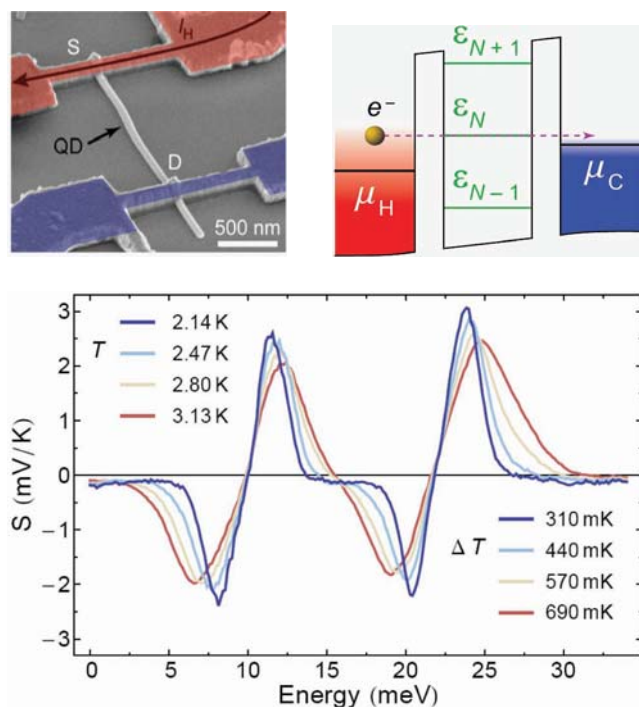 S
I_H
QD
D
500 nm
e⁻
ε_{N+1}
ε_N
ε_{N−1}
μ_H
μ_C
S (mV/K)
3
2
1
0
−1
−2
−3
T
2.14 K
2.47 K
2.80 K
3.13 K
ΔT
310 mK
440 mK
570 mK
690 mK
0 5 10 15 20 25 30
Energy (meV)